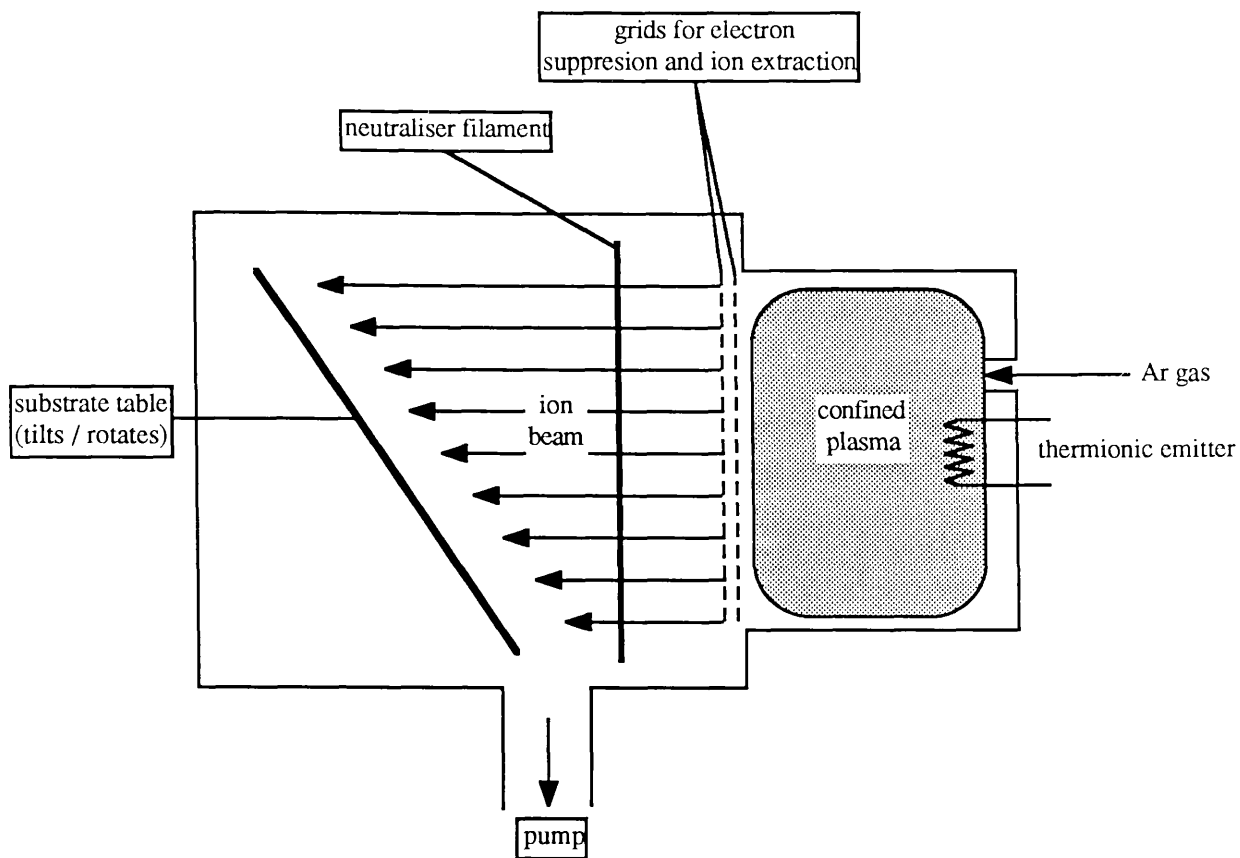 grids for electron
suppresion and ion extraction
neutraliser filament
substrate table
(tilts / rotates)
ion
beam
confined
plasma
Ar gas
thermionic emitter
pump